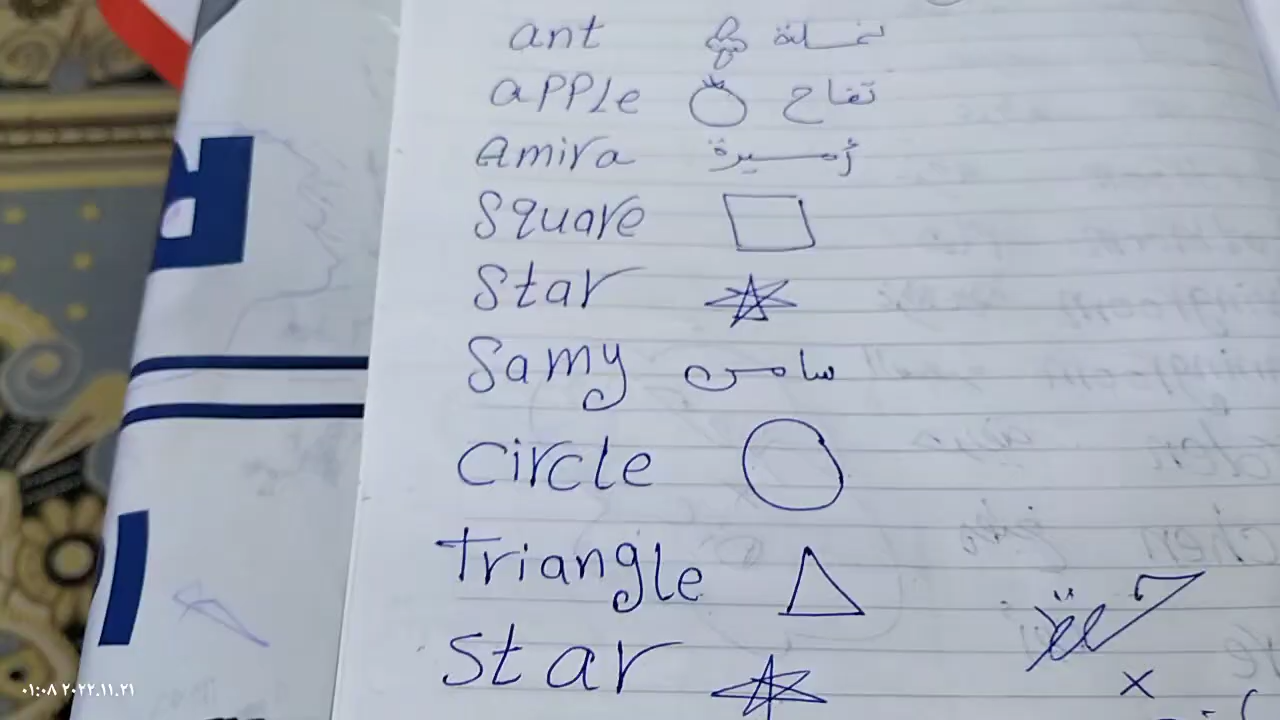 ant نملة
apple تفاح
Amira أميرة
Square
Star
Samy سامى
Circle
Triangle
Star
٠١:٠٨ ٢٠٢٢.١١.٢١